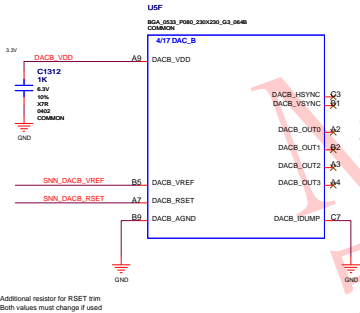 U5F
BGA_0533_P080_230X230_G3_064B
COMMON
4/17 DAC_B
3.3V
DACB_VDD
A9
DACB_VDD
C1312
1K
6.3V
10%
X7R
0402
COMMON
GND
DACB_HSYNC
C3
DACB_VSYNC
B1
DACB_OUT0
A2
DACB_OUT1
B2
DACB_OUT2
A3
DACB_OUT3
A4
SNN_DACB_VREF
B5
DACB_VREF
SNN_DACB_RSET
A7
DACB_RSET
B9
DACB_AGND
DACB_IDUMP
C7
GND
GND
Additional resistor for RSET trim
Both values must change if used